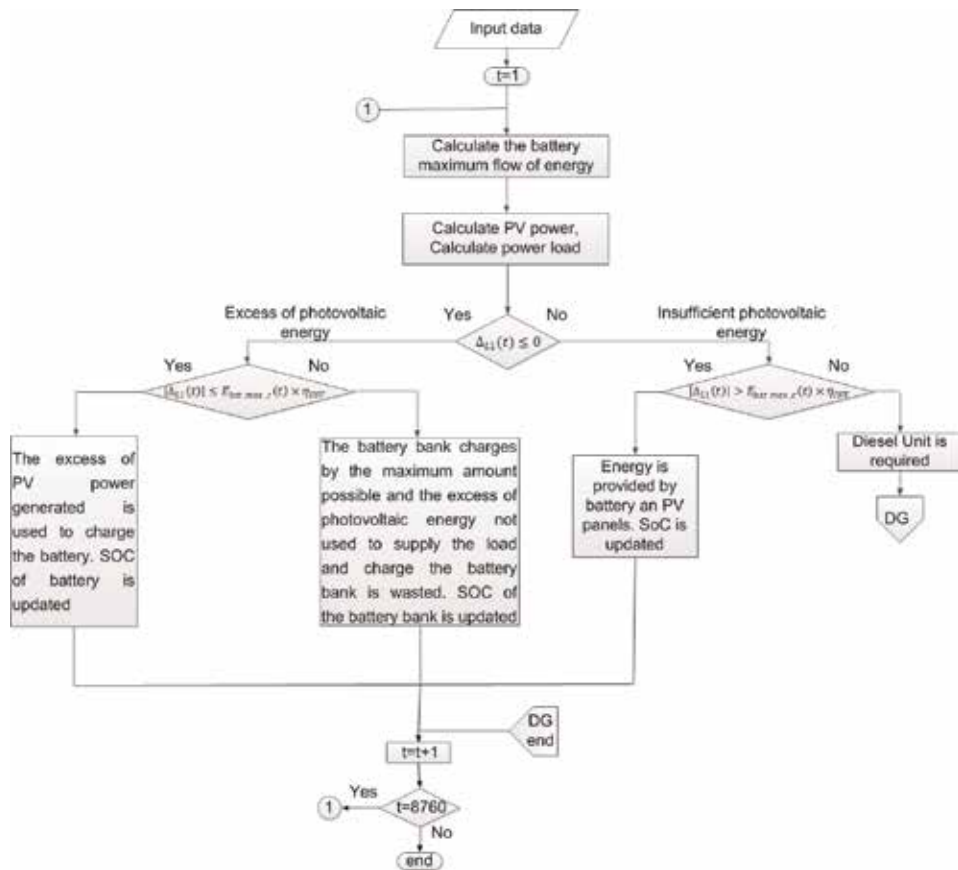 Input data
t=1
1
Calculate the battery
maximum flow of energy
Calculate PV power,
Calculate power load
Excess of photovoltaic
energy
Yes
No
Insufficient photovoltaic
energy
≤ 0
Yes
No
Yes
No
The excess of
PV power
generated is
used to charge
the battery. SOC
of battery is
updated
The battery bank charges
by the maximum amount
possible and the excess of
photovoltaic energy not
used to supply the load
and charge the battery
bank is wasted. SOC of
the battery bank is updated
Energy is
provided by
battery an PV
panels. SoC is
updated
Diesel Unit is
required
DG
DG
end
t=t+1
Yes
1
t=8760
No
end